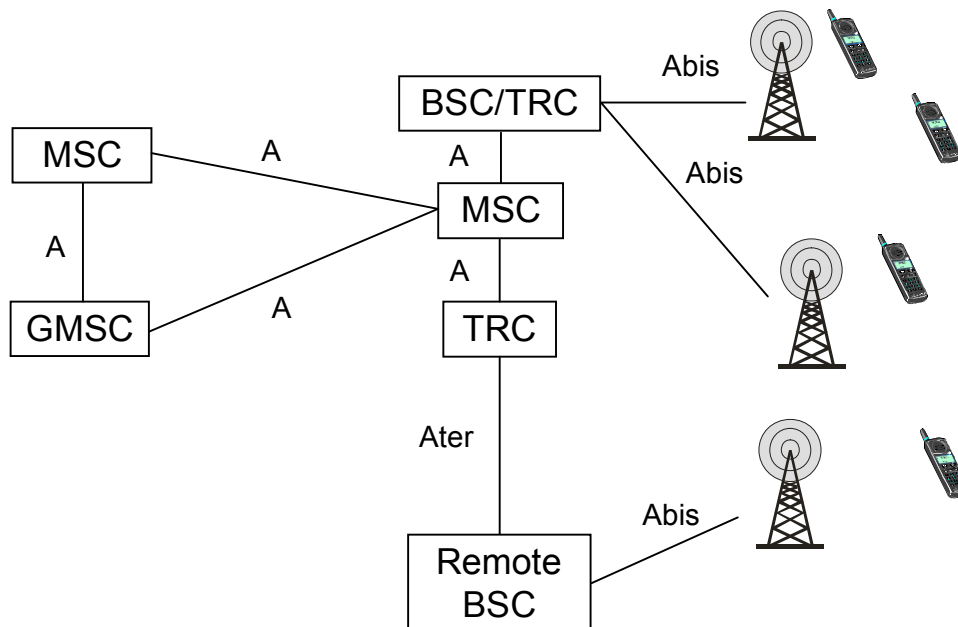 Abis
BSC/TRC
A
A
Abis
MSC
MSC
A
A
A
GMSC
TRC
Ater
Abis
Remote
BSC